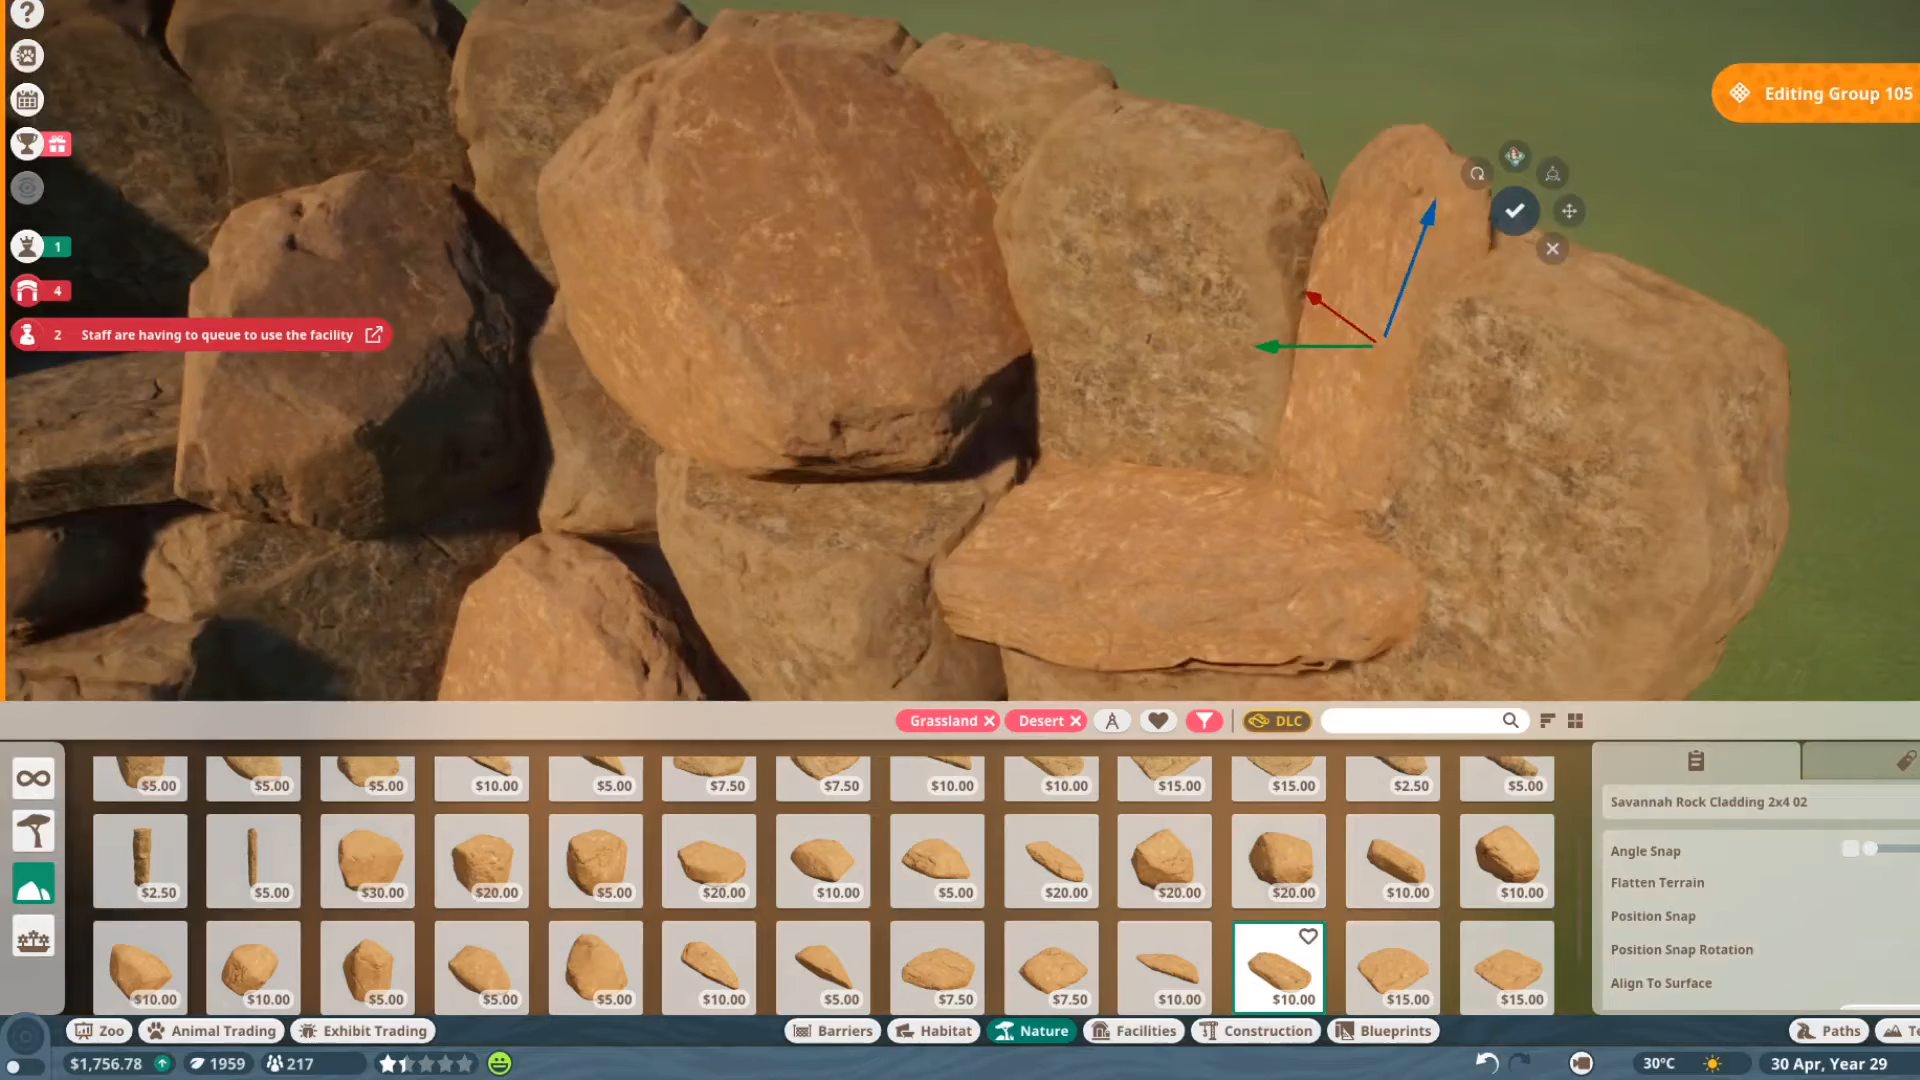 ?
Editing Group 105
1
4
2 Staff are having to queue to use the facility
Grassland Desert DLC
$5.00 $5.00 $5.00 $10.00 $5.00 $7.50 $7.50 $10.00 $10.00 $15.00 $15.00 $2.50 $5.00
$2.50 $5.00 $30.00 $20.00 $5.00 $20.00 $10.00 $5.00 $20.00 $20.00 $20.00 $10.00 $10.00
$10.00 $10.00 $5.00 $5.00 $5.00 $10.00 $5.00 $7.50 $7.50 $10.00 $10.00 $15.00 $15.00
Savannah Rock Cladding 2x4 02
Angle Snap
Flatten Terrain
Position Snap
Position Snap Rotation
Align To Surface
Zoo Animal Trading Exhibit Trading Barriers Habitat Nature Facilities Construction Blueprints Paths Te
$1,756.78 1959 217 30°C 30 Apr, Year 29